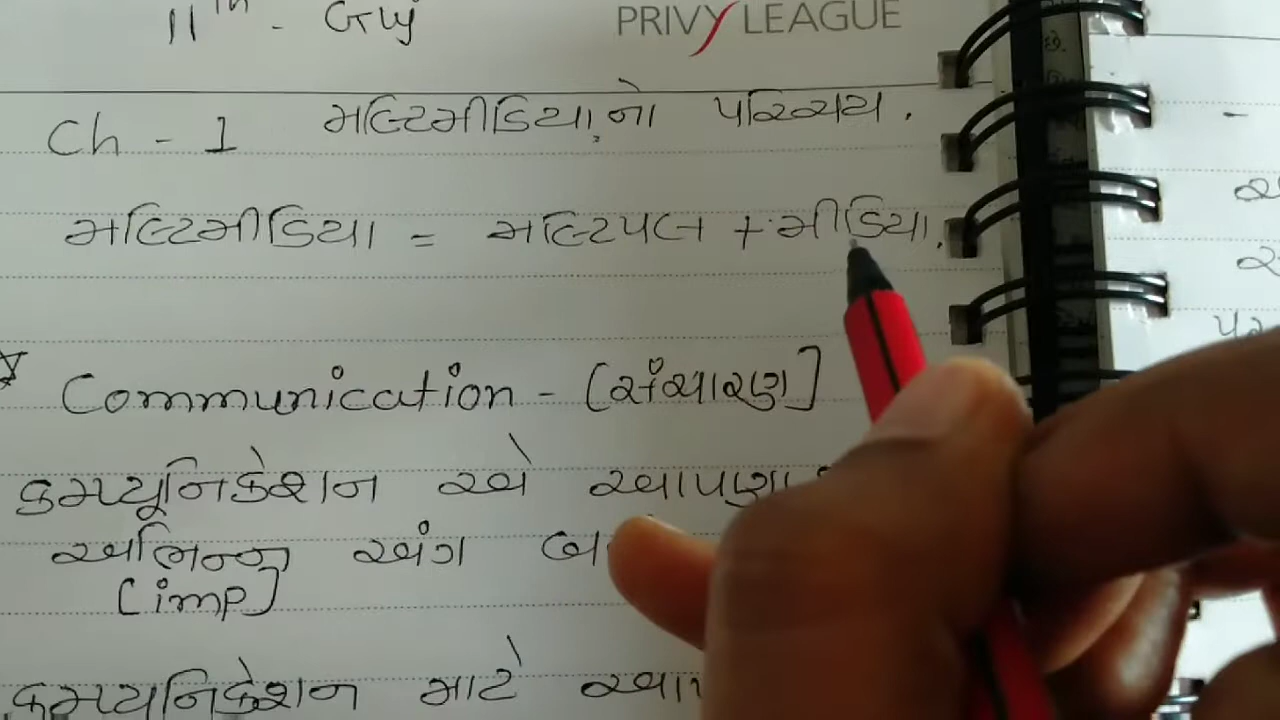 11th - Guj
PRIVY LEAGUE
Ch - 1 મલ્ટિમીડિયાનો પરિચય.
મલ્ટિમીડિયા = મલ્ટિપલ + મીડિયા.
Communication - [સંચારણ]
કમ્યૂનિકેશન એ આપણા
અભિન્ન અંગ
[imp]
કમ્યનિકેશન માટે